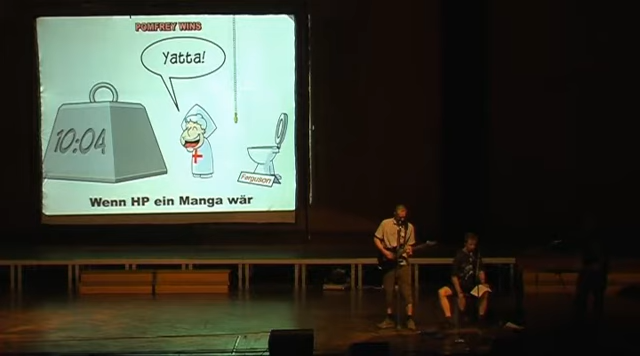 POMFREY WINS
Yatta!
10:04
Ferguson
Wenn HP ein Manga wär